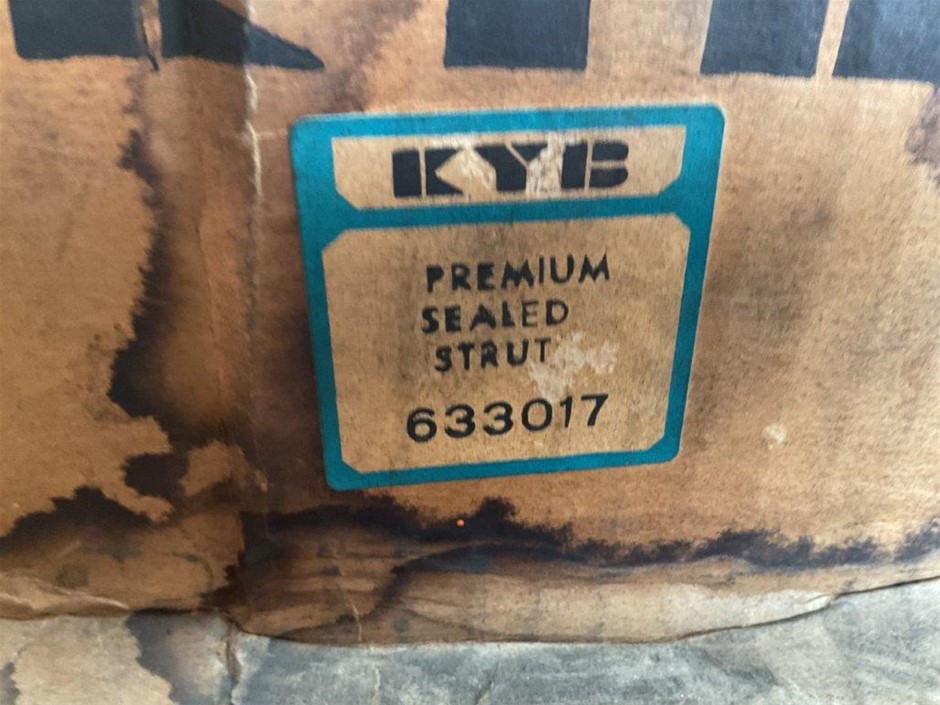 KYB
PREMIUM
SEALED
STRUT
633017